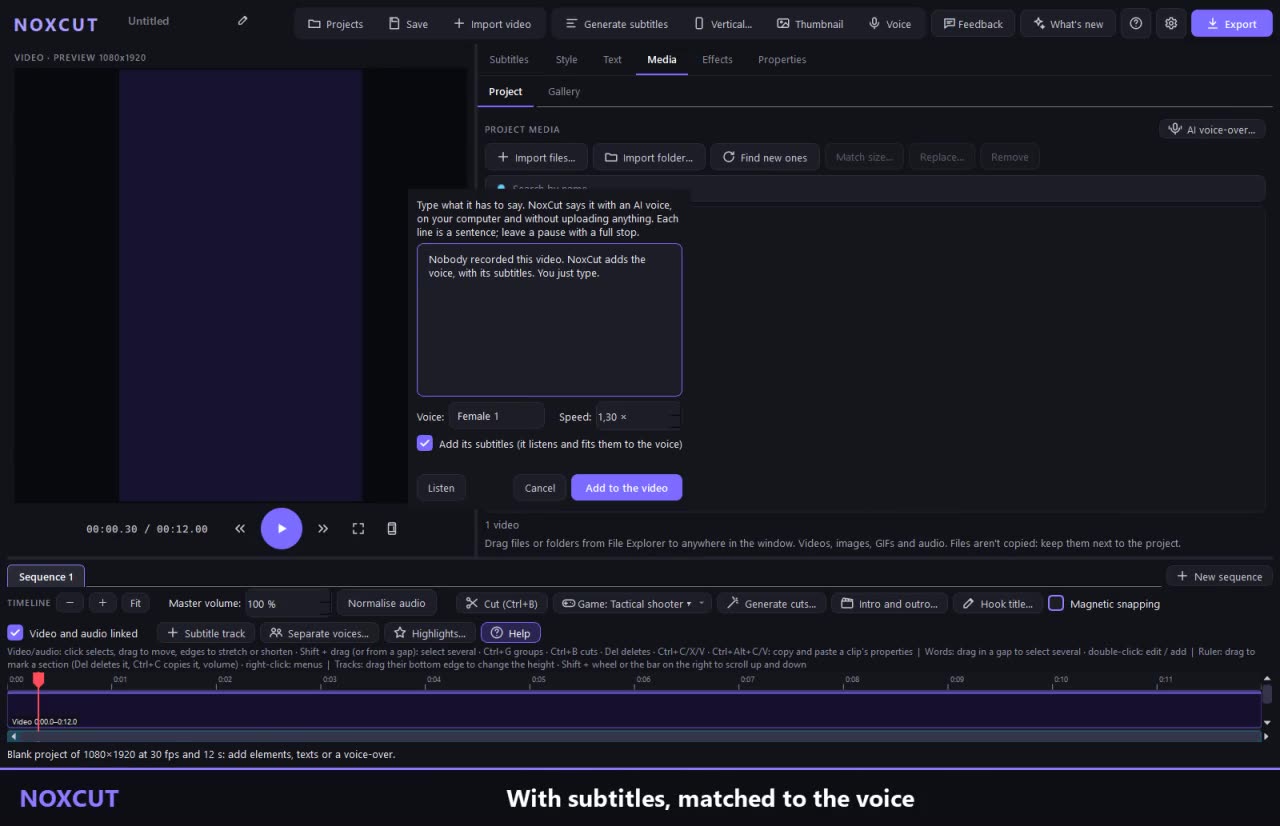 NOXCUT
Untitled
Projects
Save
Import video
Generate subtitles
Vertical...
Thumbnail
Voice
Feedback
What's new
Export
VIDEO · PREVIEW 1080x1920
Subtitles
Style
Text
Media
Effects
Properties
Project
Gallery
PROJECT MEDIA
AI voice-over...
Import files...
Import folder...
Find new ones
Match size...
Replace...
Remove
Search by name
Type what it has to say. NoxCut says it with an AI voice,
on your computer and without uploading anything. Each
line is a sentence; leave a pause with a full stop.
Nobody recorded this video. NoxCut adds the
voice, with its subtitles. You just type.
Voice: Female 1
Speed: 1,30 ×
Add its subtitles (it listens and fits them to the voice)
Listen
Cancel
Add to the video
00:00.30 / 00:12.00
1 video
Drag files or folders from File Explorer to anywhere in the window. Videos, images, GIFs and audio. Files aren't copied: keep them next to the project.
Sequence 1
New sequence
TIMELINE
Fit
Master volume: 100 %
Normalise audio
Cut (Ctrl+B)
Game: Tactical shooter
Generate cuts...
Intro and outro...
Hook title...
Magnetic snapping
Video and audio linked
Subtitle track
Separate voices...
Highlights...
Help
Video/audio: click selects, drag to move, edges to stretch or shorten · Shift + drag (or from a gap): select several · Ctrl+G groups · Ctrl+B cuts · Del deletes · Ctrl+C/X/V · Ctrl+Alt+C/V: copy and paste a clip's properties | Words: drag in a gap to select several · double-click: edit / add | Ruler: drag to
mark a section (Del deletes it, Ctrl+C copies it, volume) · right-click: menus | Tracks: drag their bottom edge to change the height · Shift + wheel or the bar on the right to scroll up and down
0:00 0:01 0:02 0:03 0:04 0:05 0:06 0:07 0:08 0:09 0:10 0:11
Video 0:00.0–0:12.0
Blank project of 1080×1920 at 30 fps and 12 s: add elements, texts or a voice-over.
NOXCUT
With subtitles, matched to the voice